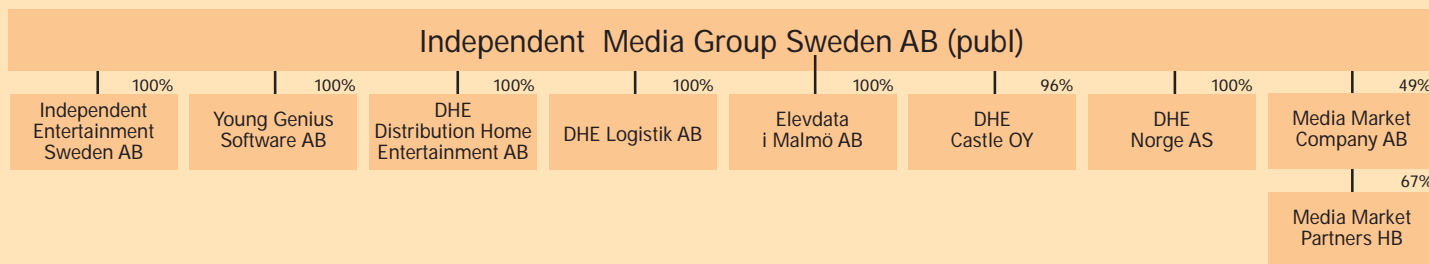 Independent Media Group Sweden AB (publ)
100%
100%
100%
100%
100%
96%
100%
49%
Independent
Entertainment
Sweden AB
Young Genius
Software AB
DHE
Distribution Home
Entertainment AB
DHE Logistik AB
Elevdata
i Malmö AB
DHE
Castle OY
DHE
Norge AS
Media Market
Company AB
67%
Media Market
Partners HB